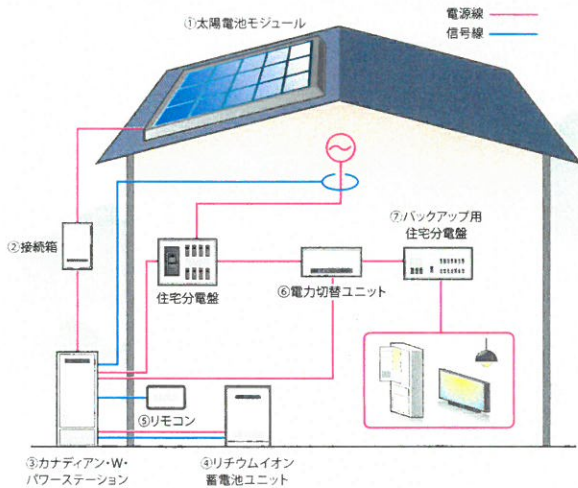 電源線
信号線
①太陽電池モジュール
②接続箱
住宅分電盤
⑦バックアップ用
住宅分電盤
⑥電力切替ユニット
⑤リモコン
③カナディアン・W・
パワーステーション
④リチウムイオン
蓄電池ユニット